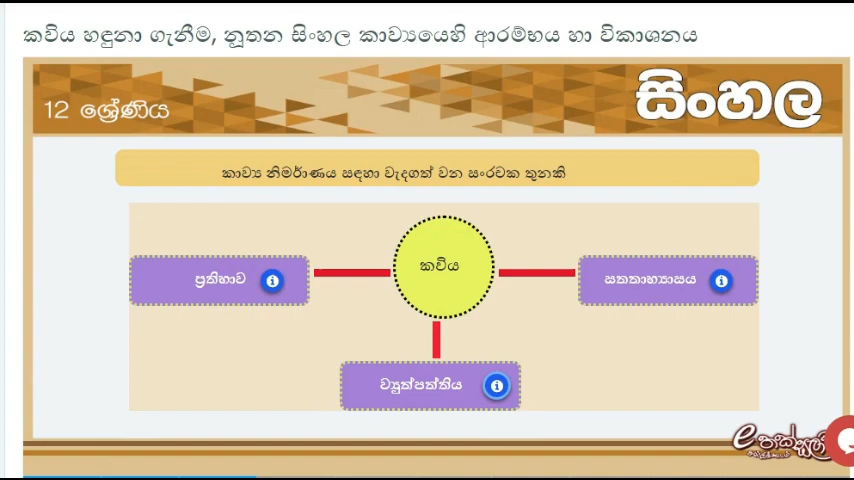 කවිය හඳුනා ගැනීම, නූතන සිංහල කාව්‍යයෙහි ආරම්භය හා විකාශනය
12 ශ්‍රේණිය
සිංහල
කාව්‍ය නිර්මාණය සඳහා වැදගත් වන සංරචක තුනකි
ප්‍රතිභාව
කවිය
සතතාභ්‍යාසය
ව්‍යුත්පත්තිය